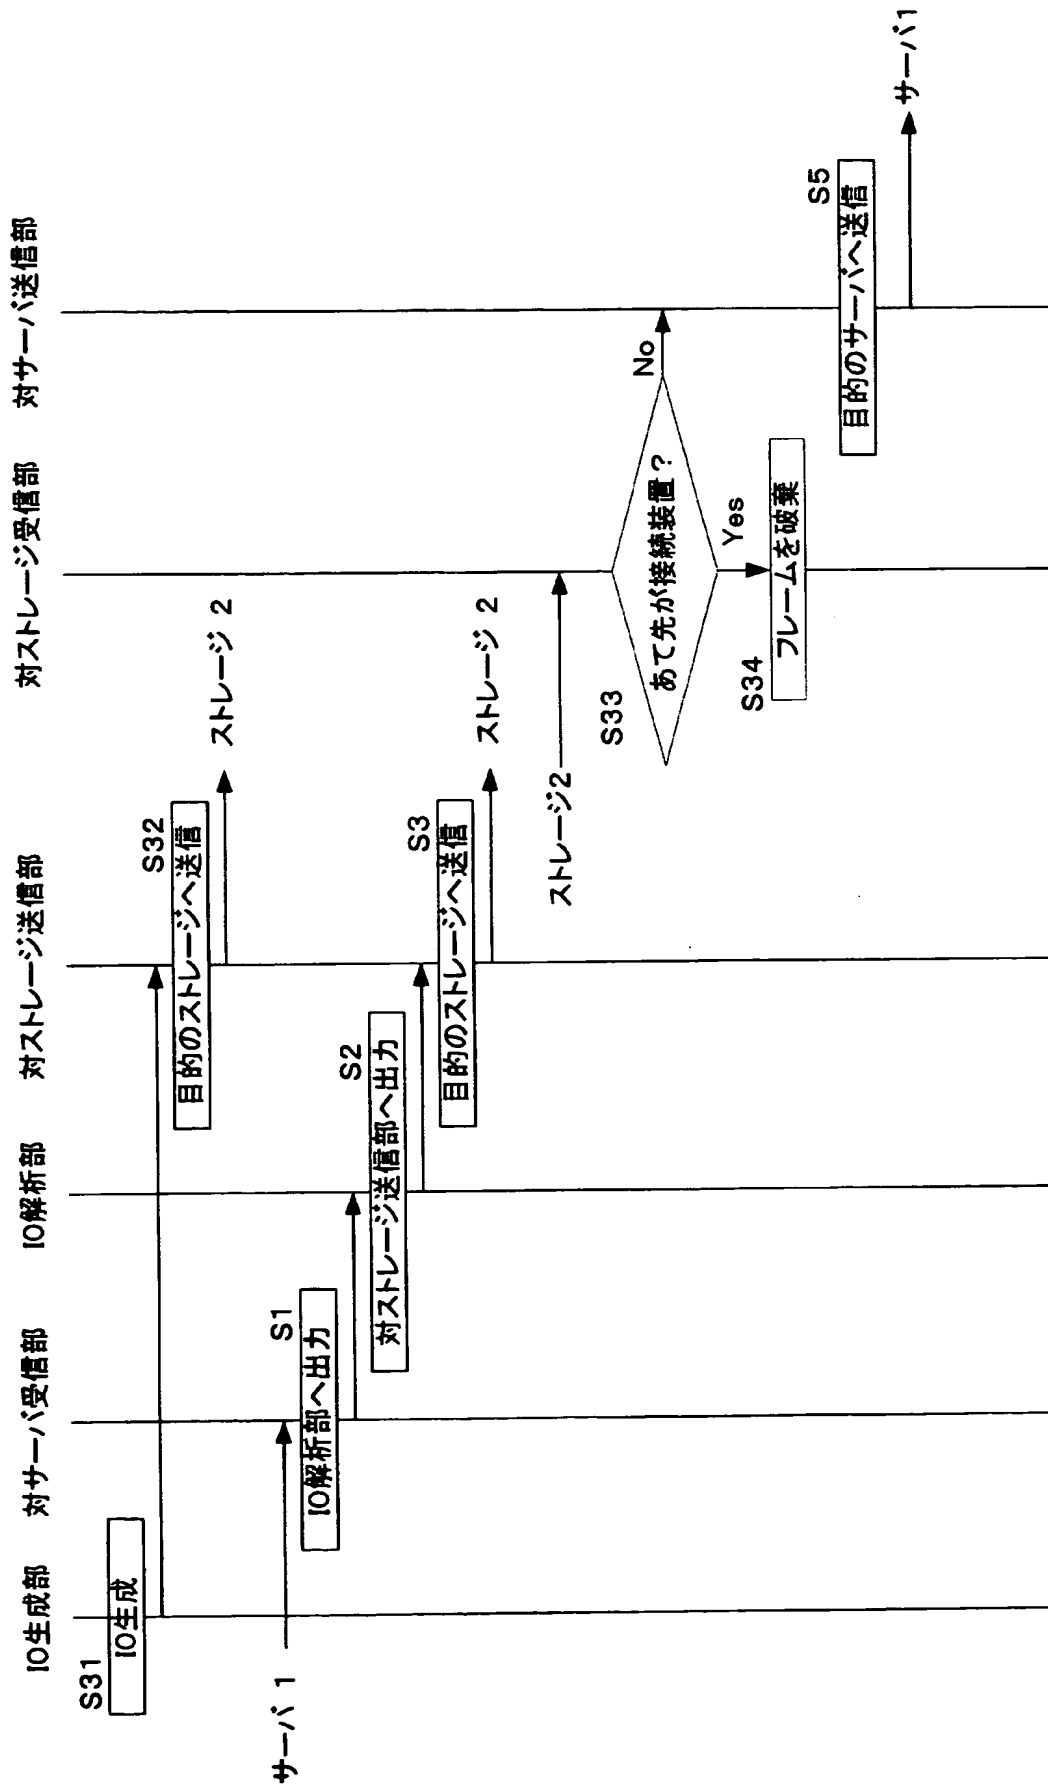 IO生成部
対サーバ受信部
IO解析部
対ストレージ送信部
対ストレージ受信部
対サーバ送信部
S31
IO生成
S32
目的のストレージへ送信
ストレージ 2
サーバ 1
S1
IO解析部へ出力
S2
対ストレージ送信部へ出力
S3
目的のストレージへ送信
ストレージ 2
ストレージ2
S33
あて先が接続装置?
No
Yes
S34
フレームを破棄
S5
目的のサーバへ送信
サーバ1